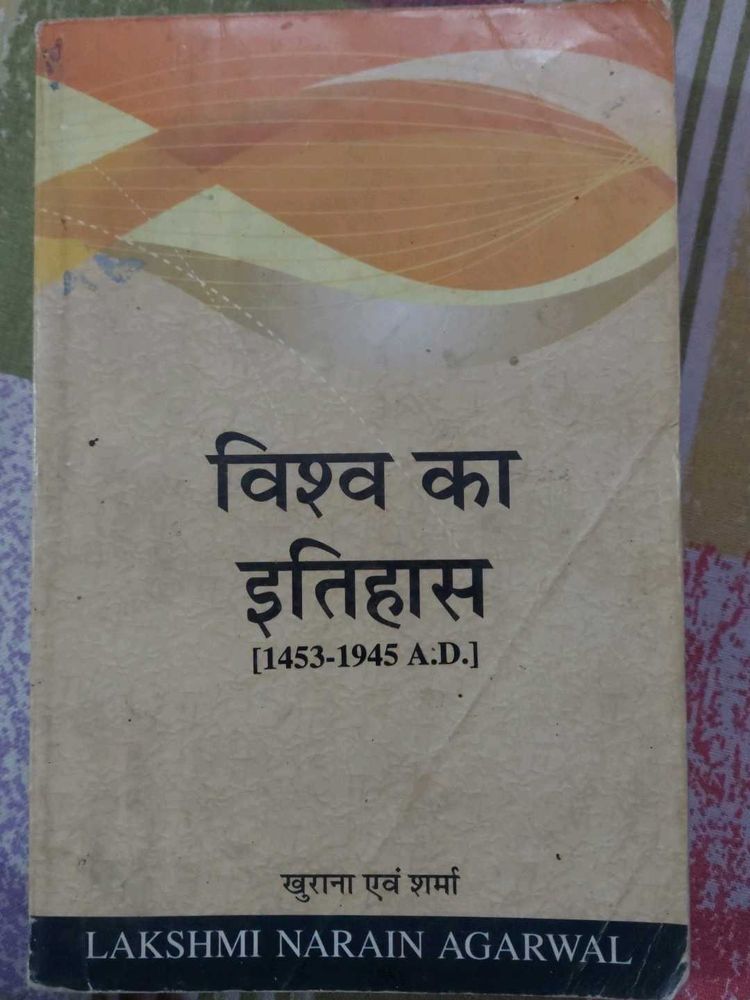 विश्व का
इतिहास
[1453-1945 A.D.]
खुराना एवं शर्मा
LAKSHMI NARAIN AGARWAL